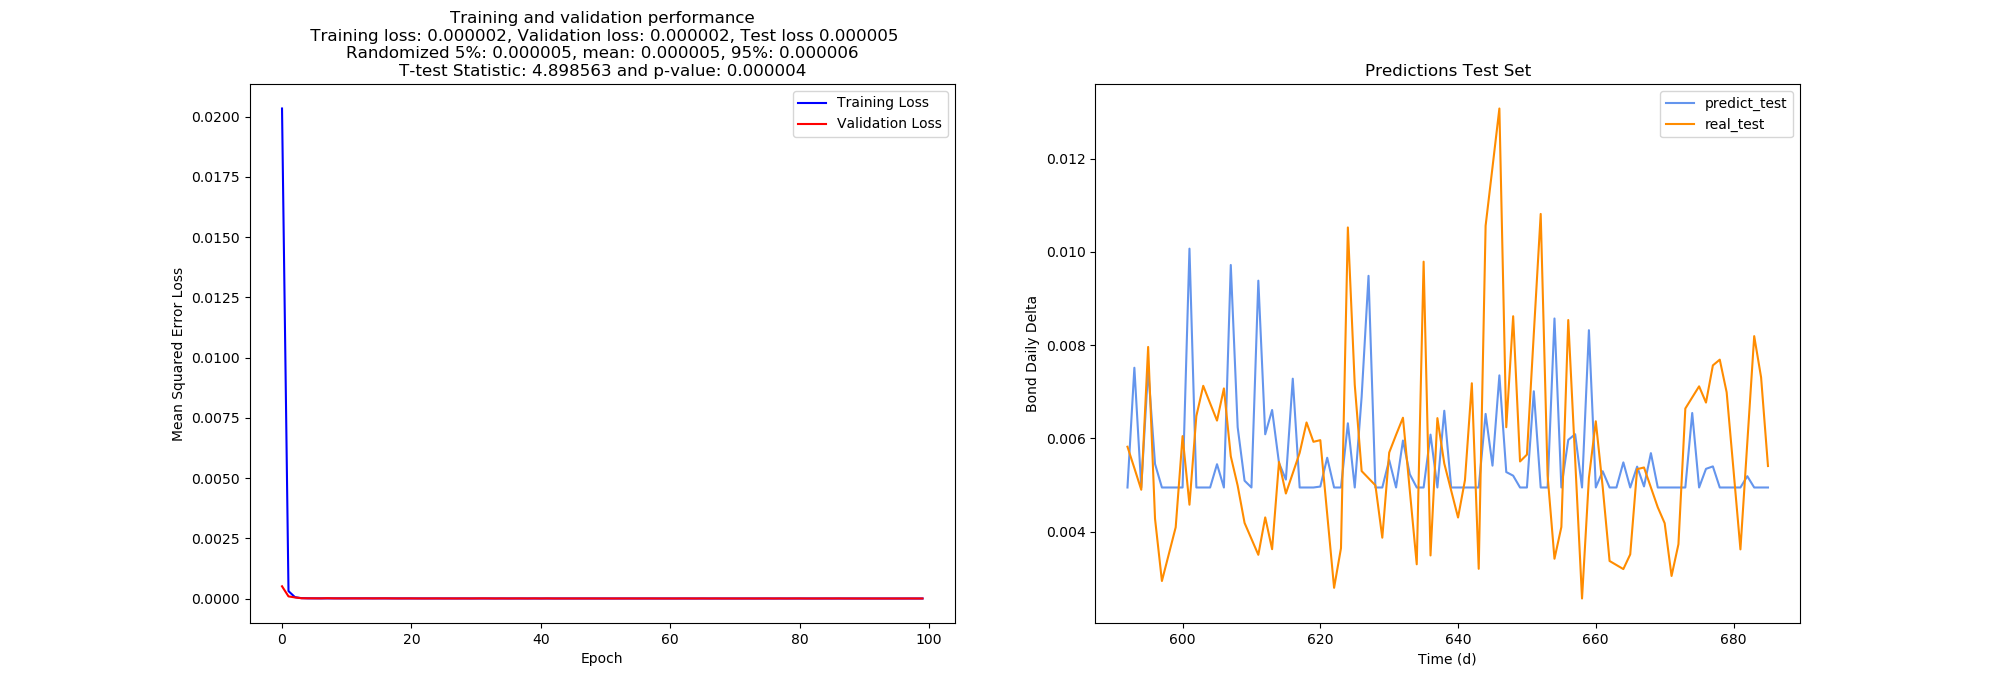 Training and validation performance
Training loss: 0.000002, Validation loss: 0.000002, Test loss 0.000005
Randomized 5%: 0.000005, mean: 0.000005, 95%: 0.000006
T-test Statistic: 4.898563 and p-value: 0.000004
Training Loss
Validation Loss
0.0200
0.0175
0.0150
0.0125
0.0100
0.0075
0.0050
0.0025
0.0000
Mean Squared Error Loss
0
20
40
60
80
100
Epoch
Predictions Test Set
predict_test
real_test
0.012
0.010
0.008
0.006
0.004
Bond Daily Delta
600
620
640
660
680
Time (d)